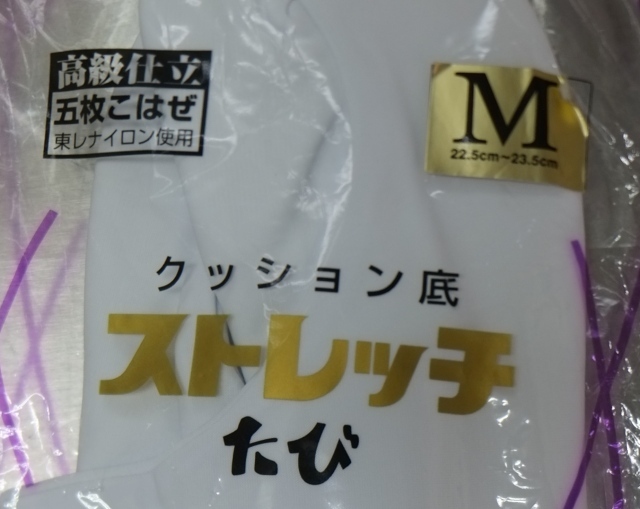 高級仕立
五枚こはぜ
東レナイロン使用
M
22.5cm〜23.5cm
クッション底
ストレッチ
たび